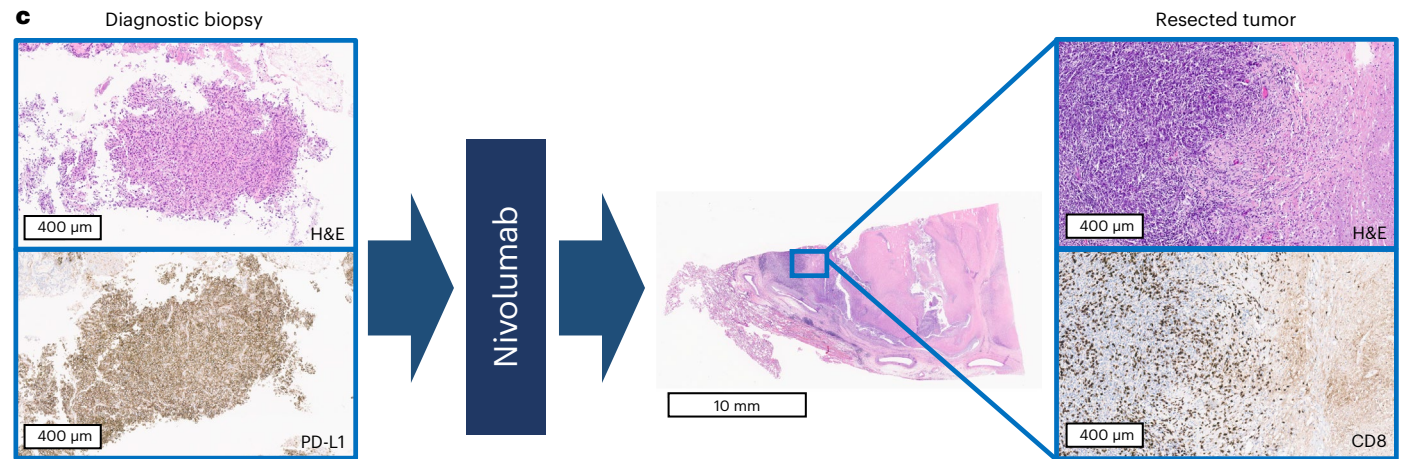 c
Diagnostic biopsy
Resected tumor
400 µm
H&E
400 µm
PD-L1
Nivolumab
10 mm
400 µm
H&E
400 µm
CD8